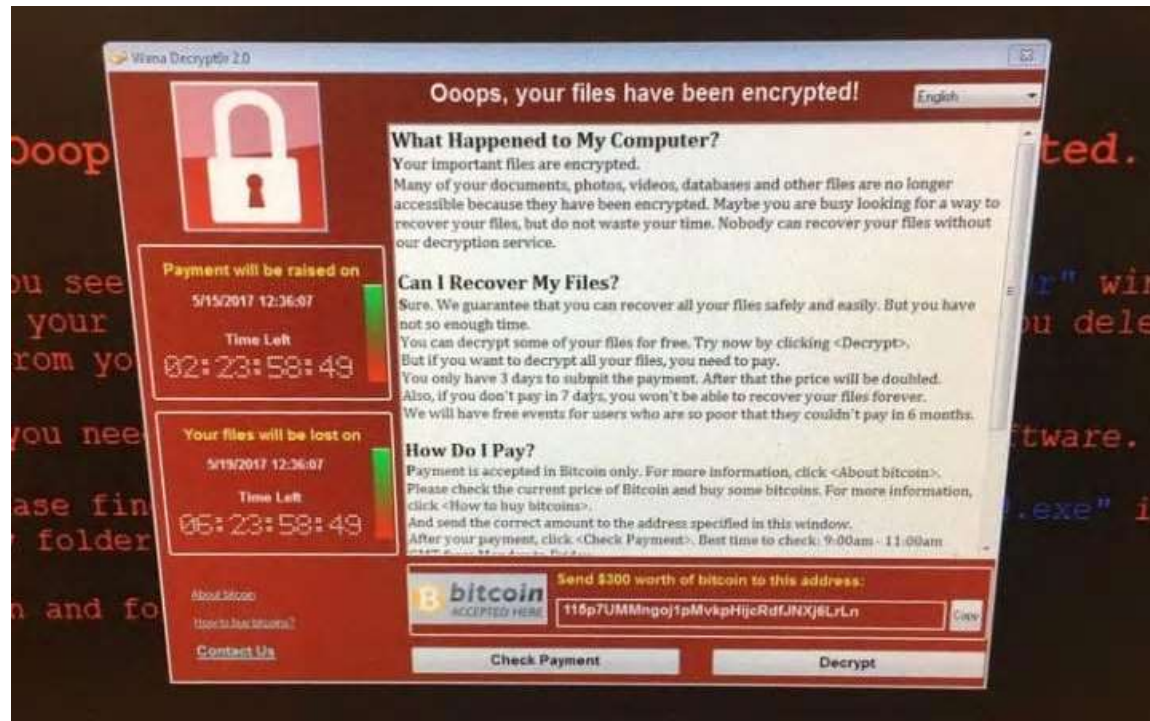 Wana Decrypt0r 2.0
Ooops, your files have been encrypted!
English
What Happened to My Computer?
Your important files are encrypted.
Many of your documents, photos, videos, databases and other files are no longer
accessible because they have been encrypted. Maybe you are busy looking for a way to
recover your files, but do not waste your time. Nobody can recover your files without
our decryption service.
Can I Recover My Files?
Sure. We guarantee that you can recover all your files safely and easily. But you have
not so enough time.
You can decrypt some of your files for free. Try now by clicking <Decrypt>.
But if you want to decrypt all your files, you need to pay.
You only have 3 days to submit the payment. After that the price will be doubled.
Also, if you don't pay in 7 days, you won't be able to recover your files forever.
We will have free events for users who are so poor that they couldn't pay in 6 months.
How Do I Pay?
Payment is accepted in Bitcoin only. For more information, click <About bitcoin>.
Please check the current price of Bitcoin and buy some bitcoins. For more information,
click <How to buy bitcoins>.
And send the correct amount to the address specified in this window.
After your payment, click <Check Payment>. Best time to check: 9:00am - 11:00am
GMT from Monday to Friday
Payment will be raised on
5/15/2017 12:36:07
Time Left
02:23:58:49
Your files will be lost on
5/19/2017 12:36:07
Time Left
06:23:58:49
About bitcoin
How to buy bitcoins?
Contact Us
bitcoin
ACCEPTED HERE
Send $300 worth of bitcoin to this address:
115p7UMMngoj1pMvkpHijcRdfJNXj6LrLn
Copy
Check Payment
Decrypt
Ooop
ted.
ou see
r" win
your
ou dele
rom yo
you nee
tware.
ase fin
.exe" i
folder
n and fo